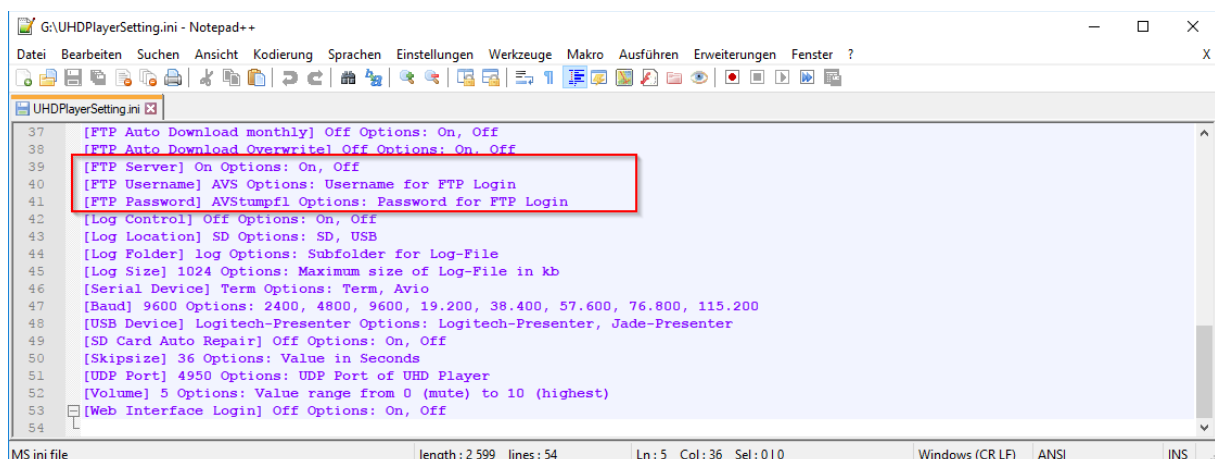 G:\UHDPlayerSetting.ini - Notepad++
Datei Bearbeiten Suchen Ansicht Kodierung Sprachen Einstellungen Werkzeuge Makro Ausführen Erweiterungen Fenster ? X
UHDPlayerSetting.ini
37 [FTP Auto Download monthly] Off Options: On, Off
38 [FTP Auto Download Overwrite] Off Options: On, Off
39 [FTP Server] On Options: On, Off
40 [FTP Username] AVS Options: Username for FTP Login
41 [FTP Password] AVStumpfl Options: Password for FTP Login
42 [Log Control] Off Options: On, Off
43 [Log Location] SD Options: SD, USB
44 [Log Folder] log Options: Subfolder for Log-File
45 [Log Size] 1024 Options: Maximum size of Log-File in kb
46 [Serial Device] Term Options: Term, Avio
47 [Baud] 9600 Options: 2400, 4800, 9600, 19.200, 38.400, 57.600, 76.800, 115.200
48 [USB Device] Logitech-Presenter Options: Logitech-Presenter, Jade-Presenter
49 [SD Card Auto Repair] Off Options: On, Off
50 [Skipsize] 36 Options: Value in Seconds
51 [UDP Port] 4950 Options: UDP Port of UHD Player
52 [Volume] 5 Options: Value range from 0 (mute) to 10 (highest)
53 [Web Interface Login] Off Options: On, Off
54
MS ini file length : 2 599 lines : 54 Ln : 5 Col : 36 Sel : 0 | 0 Windows (CR LF) ANSI INS